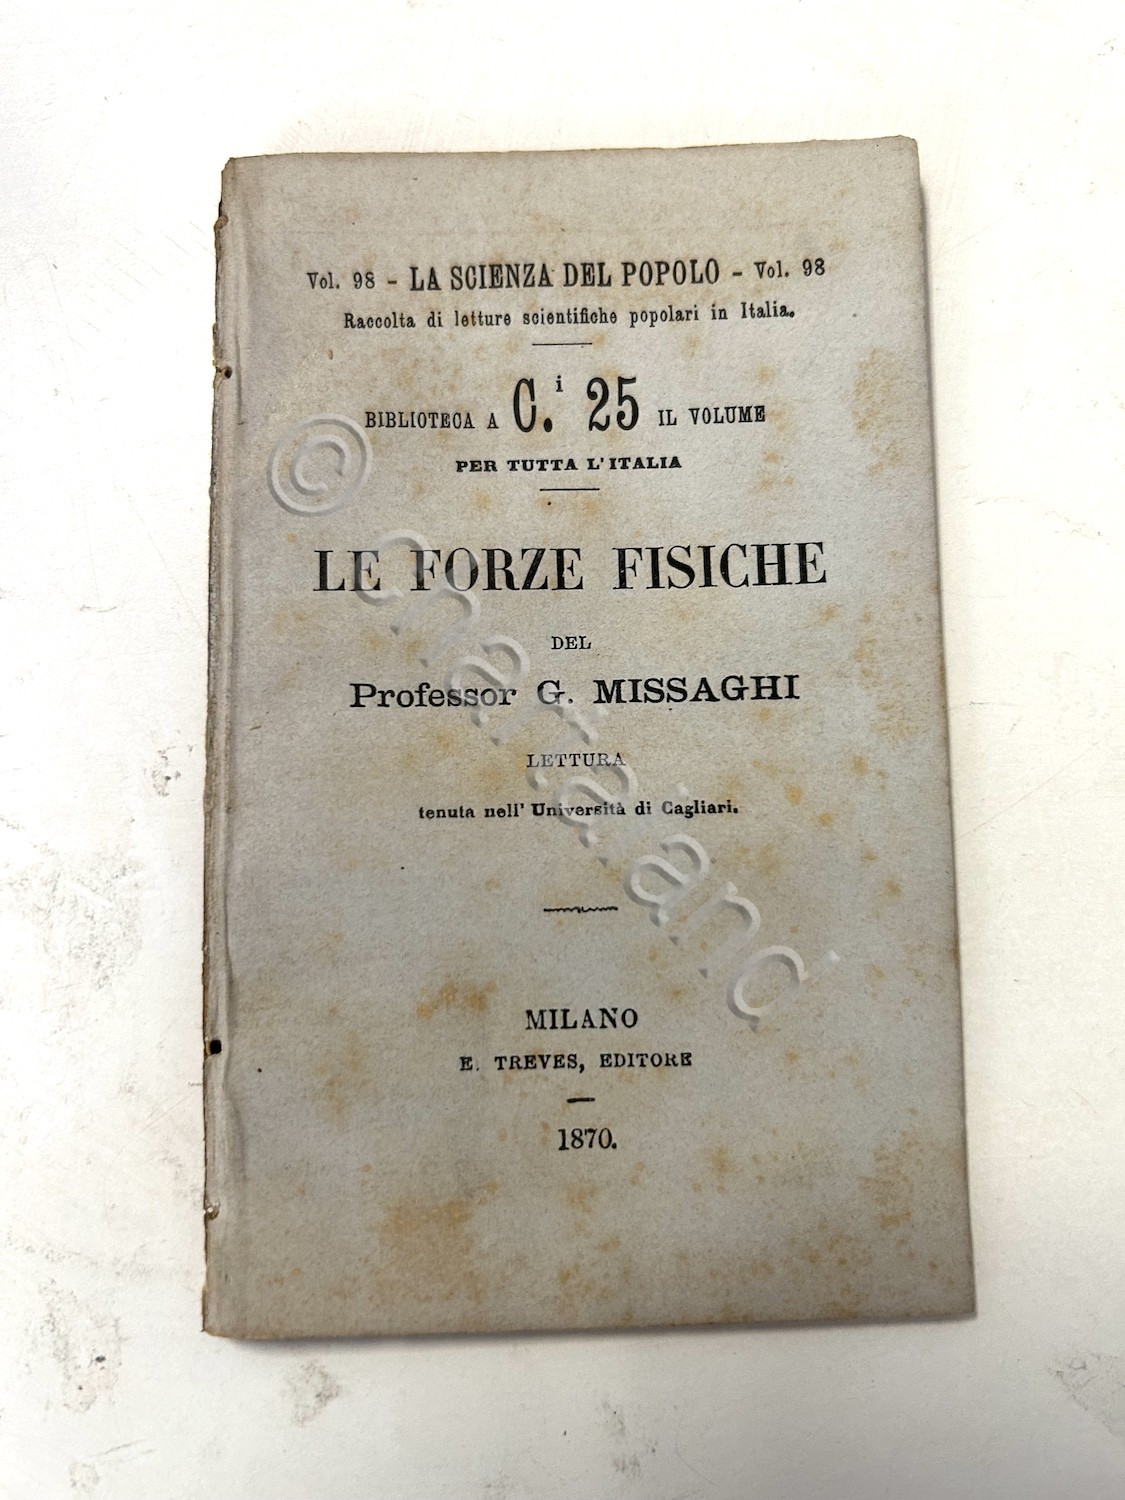 Vol. 98 - LA SCIENZA DEL POPOLO - Vol. 98
Raccolta di letture scientifiche popolari in Italia.
BIBLIOTECA A C.i 25 IL VOLUME
PER TUTTA L'ITALIA
LE FORZE FISICHE
DEL
Professor G. MISSAGHI
LETTURA
tenuta nell' Università di Cagliari.
MILANO
E. TREVES, EDITORE
1870.